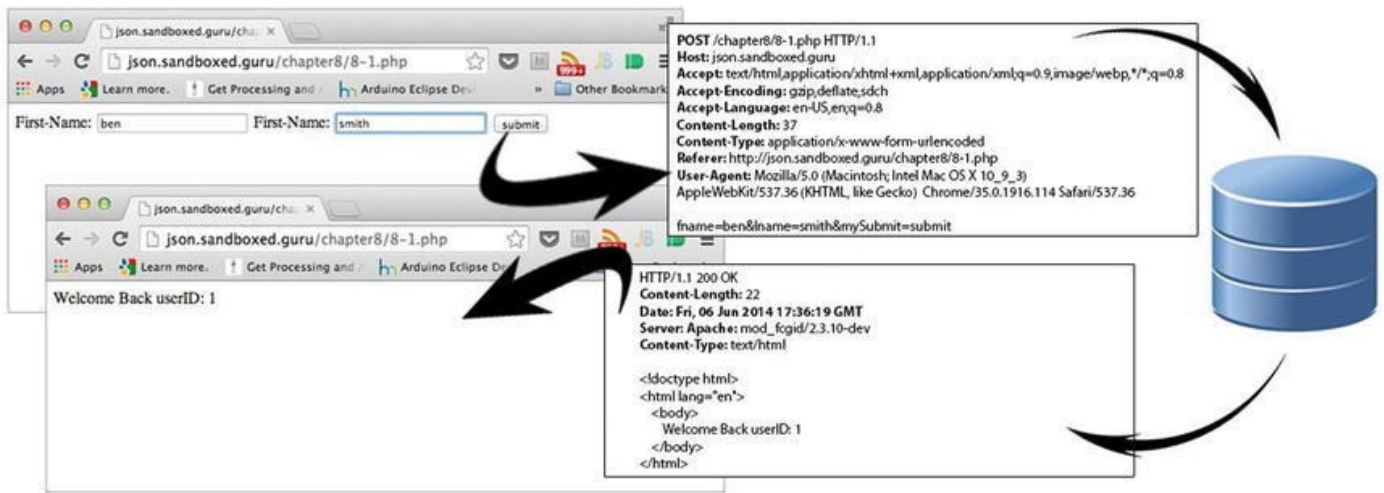 json.sandboxed.guru/cha
json.sandboxed.guru/chapter8/8-1.php
999+
JB
Apps Learn more. Get Processing and Arduino Eclipse Dev » Other Bookmark
First-Name: ben First-Name: smith submit
POST /chapter8/8-1.php HTTP/1.1
Host: json.sandboxed.guru
Accept: text/html,application/xhtml+xml,application/xml;q=0.9,image/webp,*/*;q=0.8
Accept-Encoding: gzip,deflate,sdch
Accept-Language: en-US,en;q=0.8
Content-Length: 37
Content-Type: application/x-www-form-urlencoded
Referer: http://json.sandboxed.guru/chapter8/8-1.php
User-Agent: Mozilla/5.0 (Macintosh; Intel Mac OS X 10_9_3)
AppleWebKit/537.36 (KHTML, like Gecko) Chrome/35.0.1916.114 Safari/537.36
fname=ben&lname=smith&mySubmit=submit
json.sandboxed.guru/cha
json.sandboxed.guru/chapter8/8-1.php
JB
Apps Learn more. Get Processing and Arduino Eclipse De
Welcome Back userID: 1
HTTP/1.1 200 OK
Content-Length: 22
Date: Fri, 06 Jun 2014 17:36:19 GMT
Server: Apache: mod_fcgid/2.3.10-dev
Content-Type: text/html
<!doctype html>
<html lang="en">
<body>
Welcome Back userID: 1
</body>
</html>